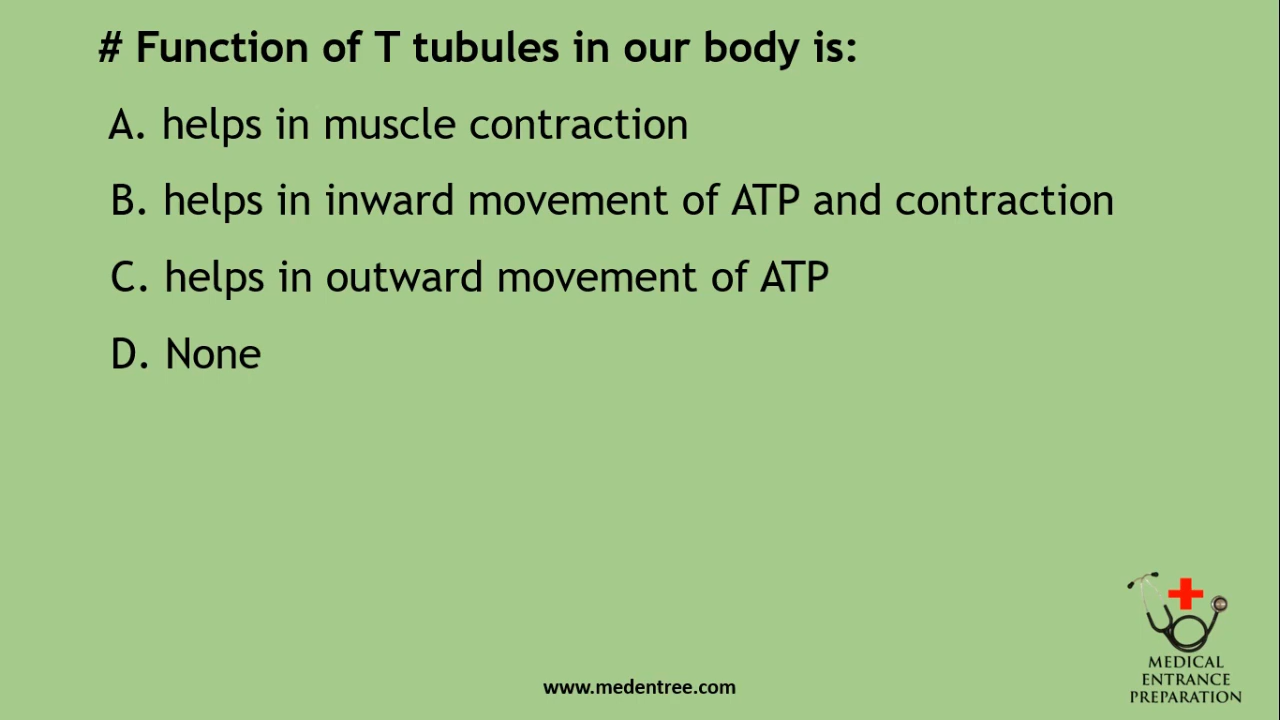 # Function of T tubules in our body is:
A. helps in muscle contraction
B. helps in inward movement of ATP and contraction
C. helps in outward movement of ATP
D. None
MEDICAL
ENTRANCE
PREPARATION
www.medentree.com